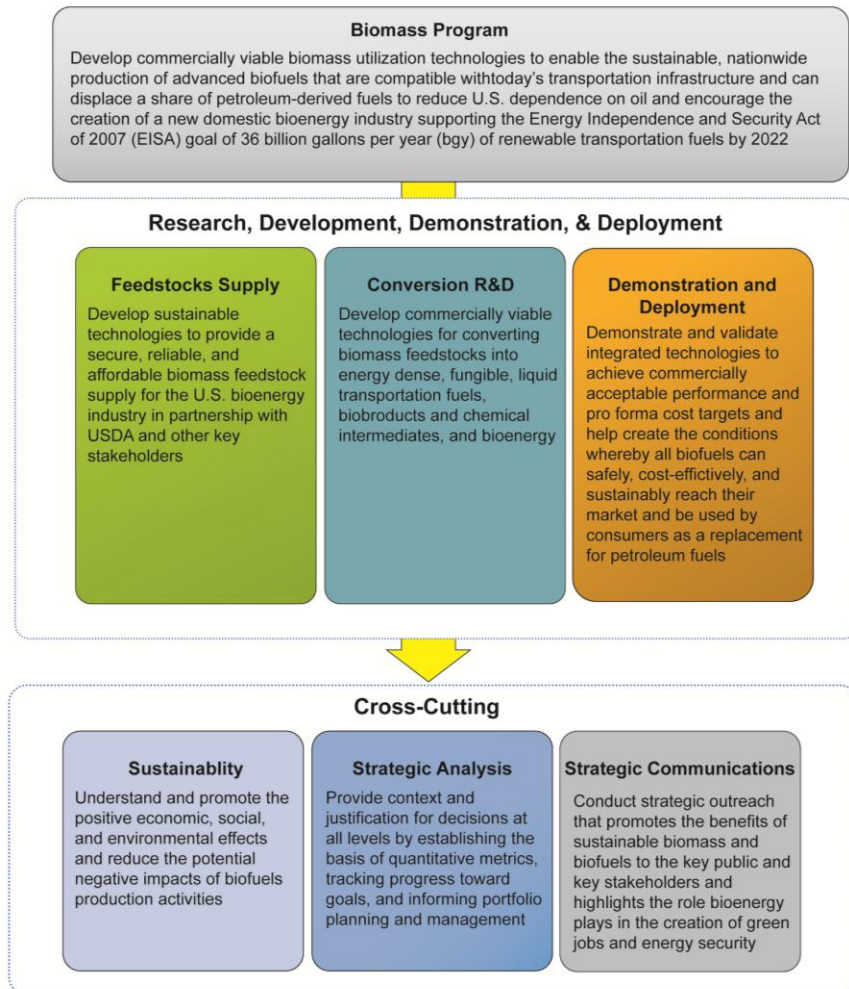 Biomass Program
Develop commercially viable biomass utilization technologies to enable the sustainable, nationwide
production of advanced biofuels that are compatible withtoday's transportation infrastructure and can
displace a share of petroleum-derived fuels to reduce U.S. dependence on oil and encourage the
creation of a new domestic bioenergy industry supporting the Energy Independence and Security Act
of 2007 (EISA) goal of 36 billion gallons per year (bgy) of renewable transportation fuels by 2022
Research, Development, Demonstration, & Deployment
Feedstocks Supply
Develop sustainable
technologies to provide a
secure, reliable, and
affordable biomass feedstock
supply for the U.S. bioenergy
industry in partnership with
USDA and other key
stakeholders
Conversion R&D
Develop commercially viable
technologies for converting
biomass feedstocks into
energy dense, fungible, liquid
transportation fuels,
biobroducts and chemical
intermediates, and bioenergy
Demonstration and
Deployment
Demonstrate and validate
integrated technologies to
achieve commercially
acceptable performance and
pro forma cost targets and
help create the conditions
whereby all biofuels can
safely, cost-effictively, and
sustainably reach their
market and be used by
consumers as a replacement
for petroleum fuels
Cross-Cutting
Sustainablity
Understand and promote the
positive economic, social,
and environmental effects
and reduce the potential
negative impacts of biofuels
production activities
Strategic Analysis
Provide context and
justification for decisions at
all levels by establishing the
basis of quantitative metrics,
tracking progress toward
goals, and informing portfolio
planning and management
Strategic Communications
Conduct strategic outreach
that promotes the benefits of
sustainable biomass and
biofuels to the key public and
key stakeholders and
highlights the role bioenergy
plays in the creation of green
jobs and energy security